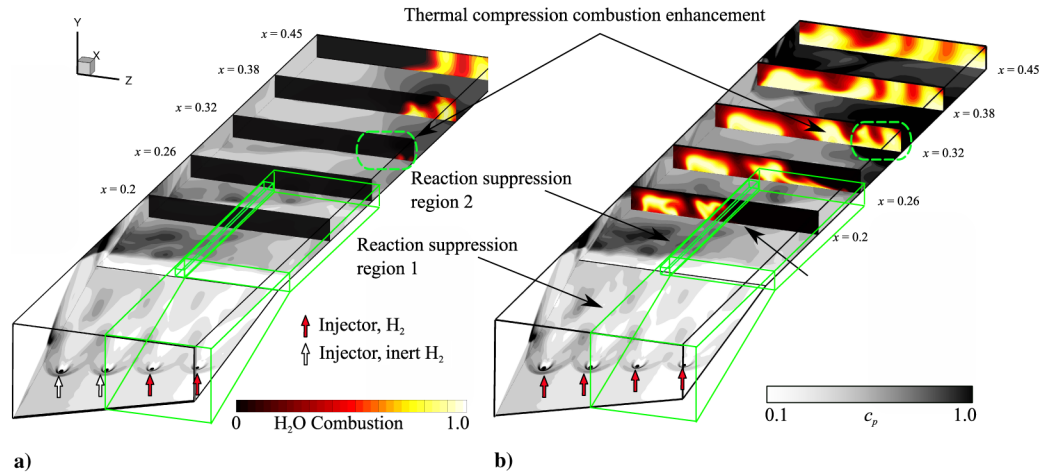 Thermal compression combustion enhancement
Y
X
Z
x = 0.45
x = 0.38
x = 0.32
x = 0.26
x = 0.2
x = 0.45
x = 0.38
x = 0.32
x = 0.26
x = 0.2
Reaction suppression
region 2
Reaction suppression
region 1
Injector, H₂
Injector, inert H₂
0 H₂O Combustion 1.0
0.1 cₚ 1.0
a)
b)